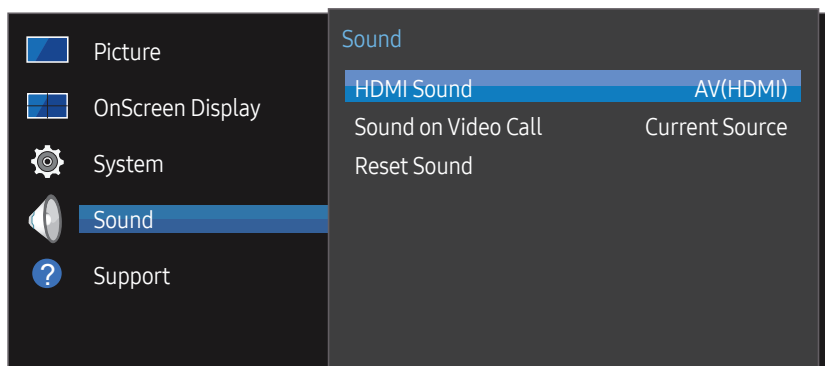 Picture
OnScreen Display
System
Sound
?
Support
Sound
HDMI Sound AV(HDMI)
Sound on Video Call Current Source
Reset Sound